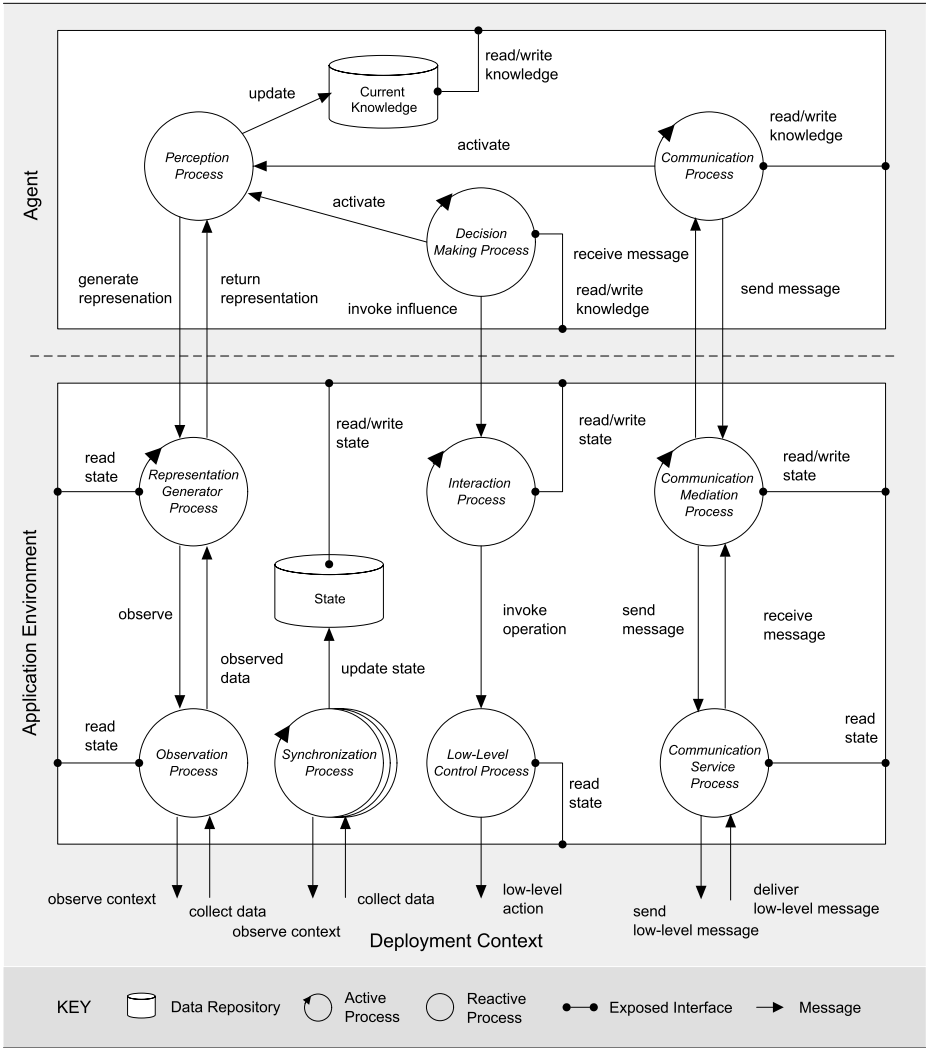 Agent
read/write
knowledge
Current
Knowledge
update
Perception
Process
activate
Communication
Process
read/write
knowledge
activate
Decision
Making Process
receive message
read/write
knowledge
generate
represenation
return
representation
invoke influence
send message
Application Environment
read
state
Representation
Generator
Process
read/write
state
Interaction
Process
read/write
state
Communication
Mediation
Process
read/write
state
State
observe
observed
data
update state
invoke
operation
send
message
receive
message
read
state
Observation
Process
Synchronization
Process
Low-Level
Control Process
read
state
Communication
Service
Process
read
state
observe context
collect data
observe context
collect data
low-level
action
send
low-level message
deliver
low-level message
Deployment Context
KEY
Data Repository
Active
Process
Reactive
Process
Exposed Interface
Message